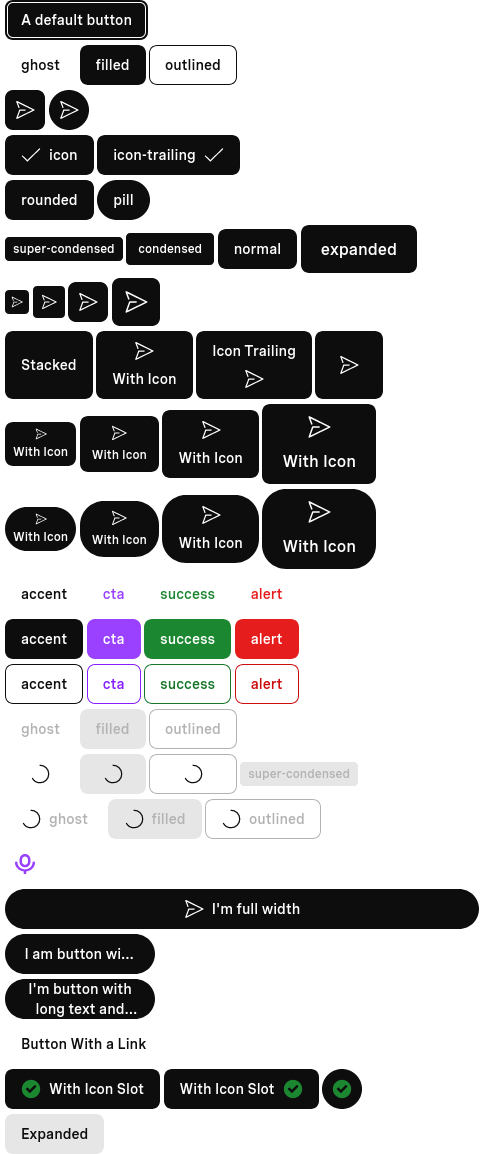 A default button
ghost filled outlined
icon icon-trailing
rounded pill
super-condensed condensed normal expanded
Stacked With Icon Icon Trailing
With Icon With Icon With Icon With Icon
With Icon With Icon With Icon With Icon
accent cta success alert
accent cta success alert
accent cta success alert
ghost filled outlined
super-condensed
ghost filled outlined
I'm full width
I am button wi...
I'm button with
long text and...
Button With a Link
With Icon Slot With Icon Slot
Expanded